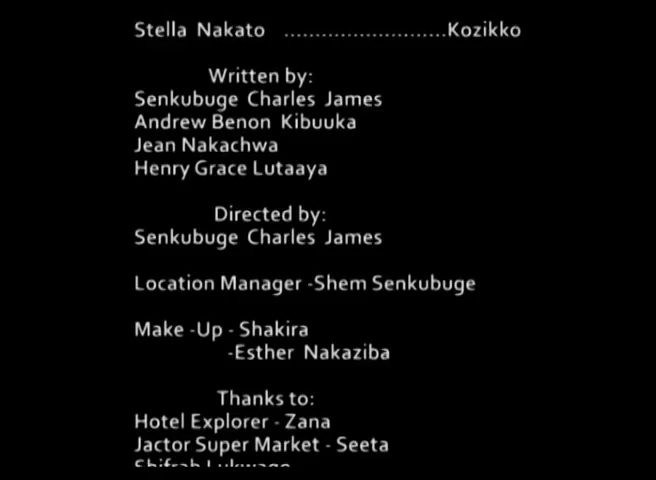 Stella Nakato ..........................Kozikko
Written by:
Senkubuge Charles James
Andrew Benon Kibuuka
Jean Nakachwa
Henry Grace Lutaaya
Directed by:
Senkubuge Charles James
Location Manager -Shem Senkubuge
Make -Up - Shakira
-Esther Nakaziba
Thanks to:
Hotel Explorer - Zana
Jactor Super Market - Seeta